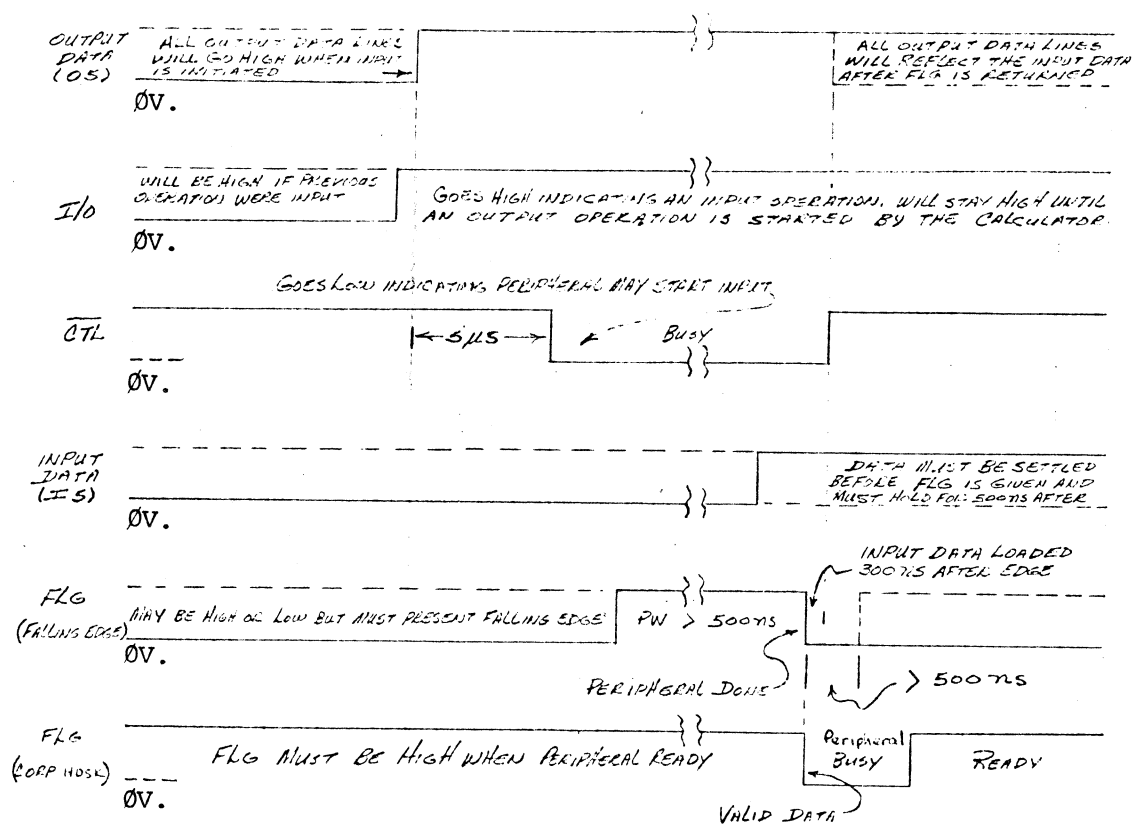 OUTPUT
DATA
(OS)
ALL OUTPUT DATA LINES
WILL GO HIGH WHEN INPUT
IS INITIATED
ØV.
ALL OUTPUT DATA LINES
WILL REFLECT THE INPUT DATA
AFTER FLG IS RETURNED
I/O
WILL BE HIGH IF PREVIOUS
OPERATION WERE INPUT
ØV.
GOES HIGH INDICATING AN INPUT OPERATION. WILL STAY HIGH UNTIL
AN OUTPUT OPERATION IS STARTED BY THE CALCULATOR.
GOES LOW INDICATING PERIPHERAL MAY START INPUT
CTL
5µS
BUSY
ØV.
INPUT
DATA
(IS)
DATA MUST BE SETTLED
BEFORE FLG IS GIVEN AND
MUST HOLD FOR 500ns AFTER
ØV.
INPUT DATA LOADED
300ns AFTER EDGE
FLG
(FALLING EDGE)
MAY BE HIGH OR LOW BUT MUST PRESENT FALLING EDGE
PW > 500ns
ØV.
PERIPHERAL DONE
> 500 ns
FLG
(CORP HOSK)
FLG MUST BE HIGH WHEN PERIPHERAL READY
Peripheral
BUSY
READY
ØV.
VALID DATA